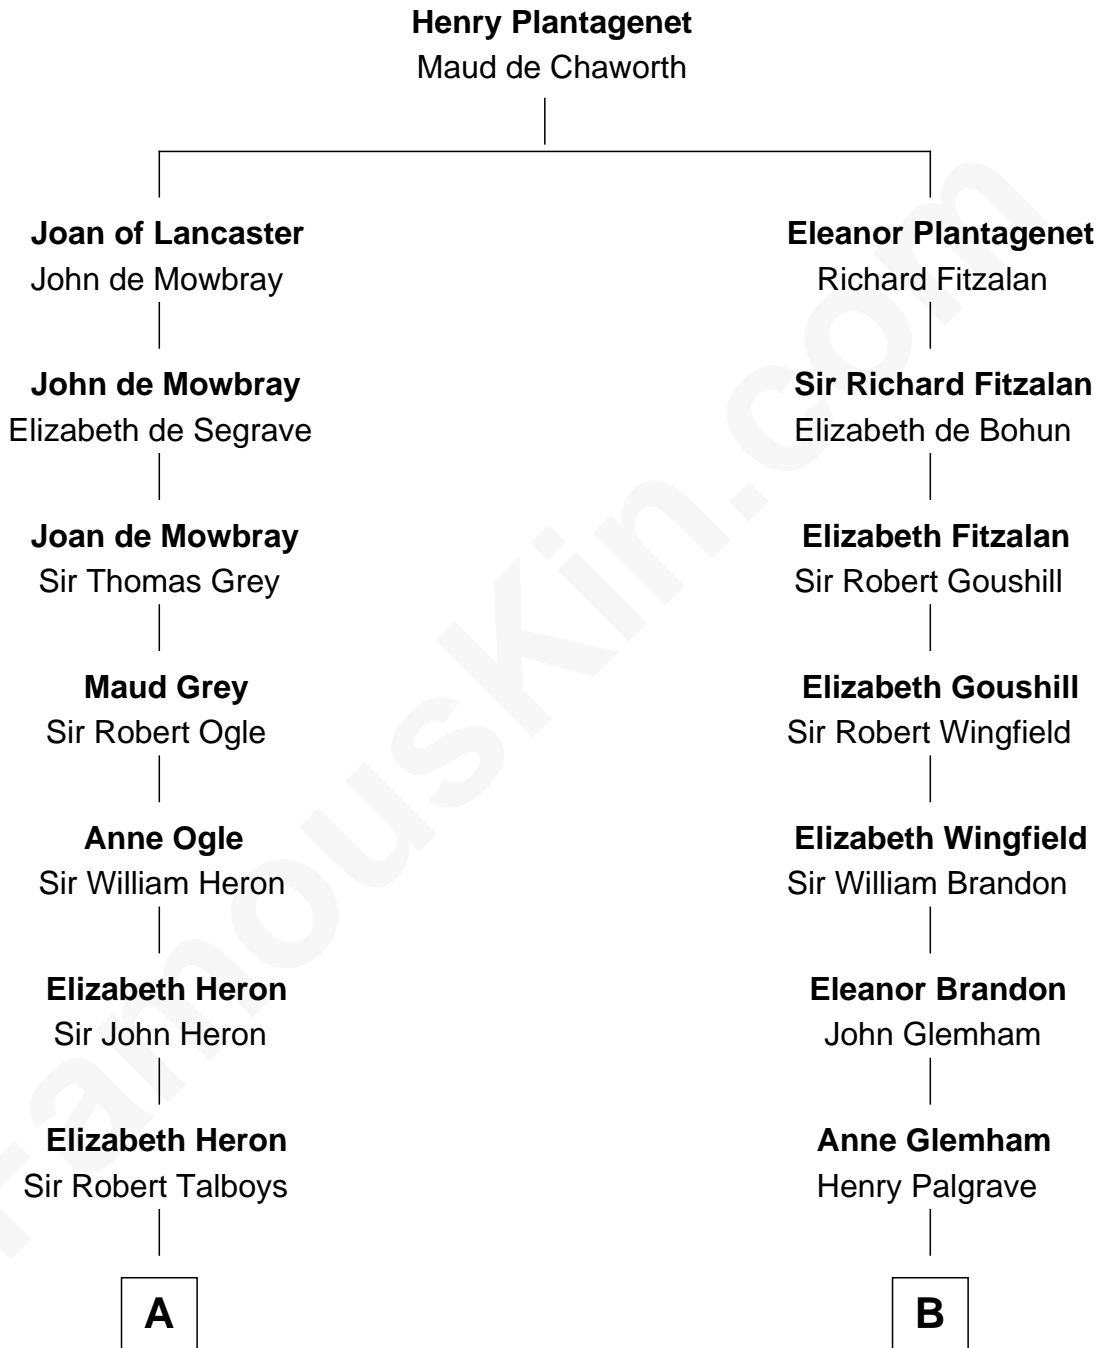 Henry Plantagenet
Maud de Chaworth
Joan of Lancaster
John de Mowbray
Eleanor Plantagenet
Richard Fitzalan
John de Mowbray
Elizabeth de Segrave
Sir Richard Fitzalan
Elizabeth de Bohun
Joan de Mowbray
Sir Thomas Grey
Elizabeth Fitzalan
Sir Robert Goushill
Maud Grey
Sir Robert Ogle
Elizabeth Goushill
Sir Robert Wingfield
Anne Ogle
Sir William Heron
Elizabeth Wingfield
Sir William Brandon
Elizabeth Heron
Sir John Heron
Eleanor Brandon
John Glemham
Elizabeth Heron
Sir Robert Talboys
Anne Glemham
Henry Palgrave
A
B
FamousKin.com